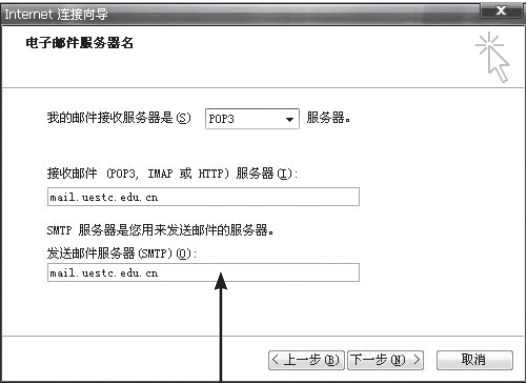 Internet 连接向导
电子邮件服务器名
我的邮件接收服务器是(S) POP3 服务器。
接收邮件 (POP3, IMAP 或 HTTP) 服务器(I):
mail.uestc.edu.cn
SMTP 服务器是您用来发送邮件的服务器。
发送邮件服务器(SMTP)(O):
mail.uestc.edu.cn
< 上一步(B) 下一步(N) > 取消